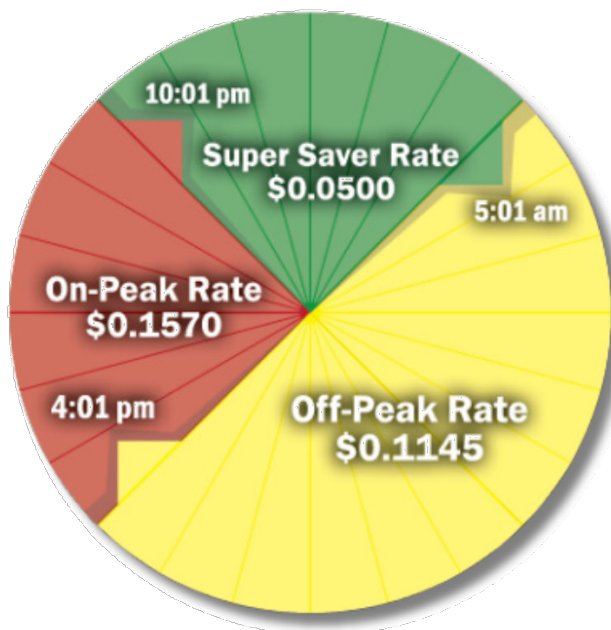 10:01 pm
Super Saver Rate
$0.0500
5:01 am
On-Peak Rate
$0.1570
4:01 pm
Off-Peak Rate
$0.1145